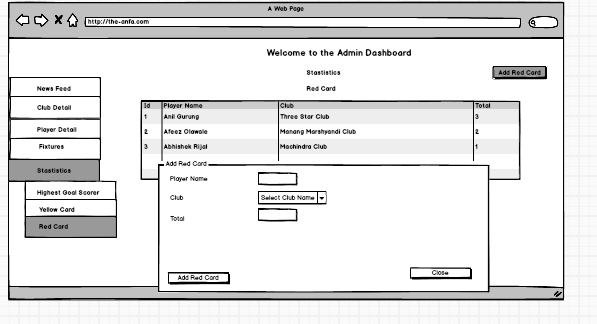 A Web Page
http://the-anfa.com
Welcome to the Admin Dashboard
Stastistics
Add Red Card
Red Card
News Feed
Club Detail
Player Detail
Fixtures
Stastistics
Highest Goal Scorer
Yellow Card
Red Card
Id Player Name Club Total
1 Anil Gurung Three Star Club 3
2 Afeez Olawale Manang Marshyandi Club 2
3 Abhishek Rijal Machindra Club 1
Add Red Card
Player Name
Club Select Club Name
Total
Add Red Card Close